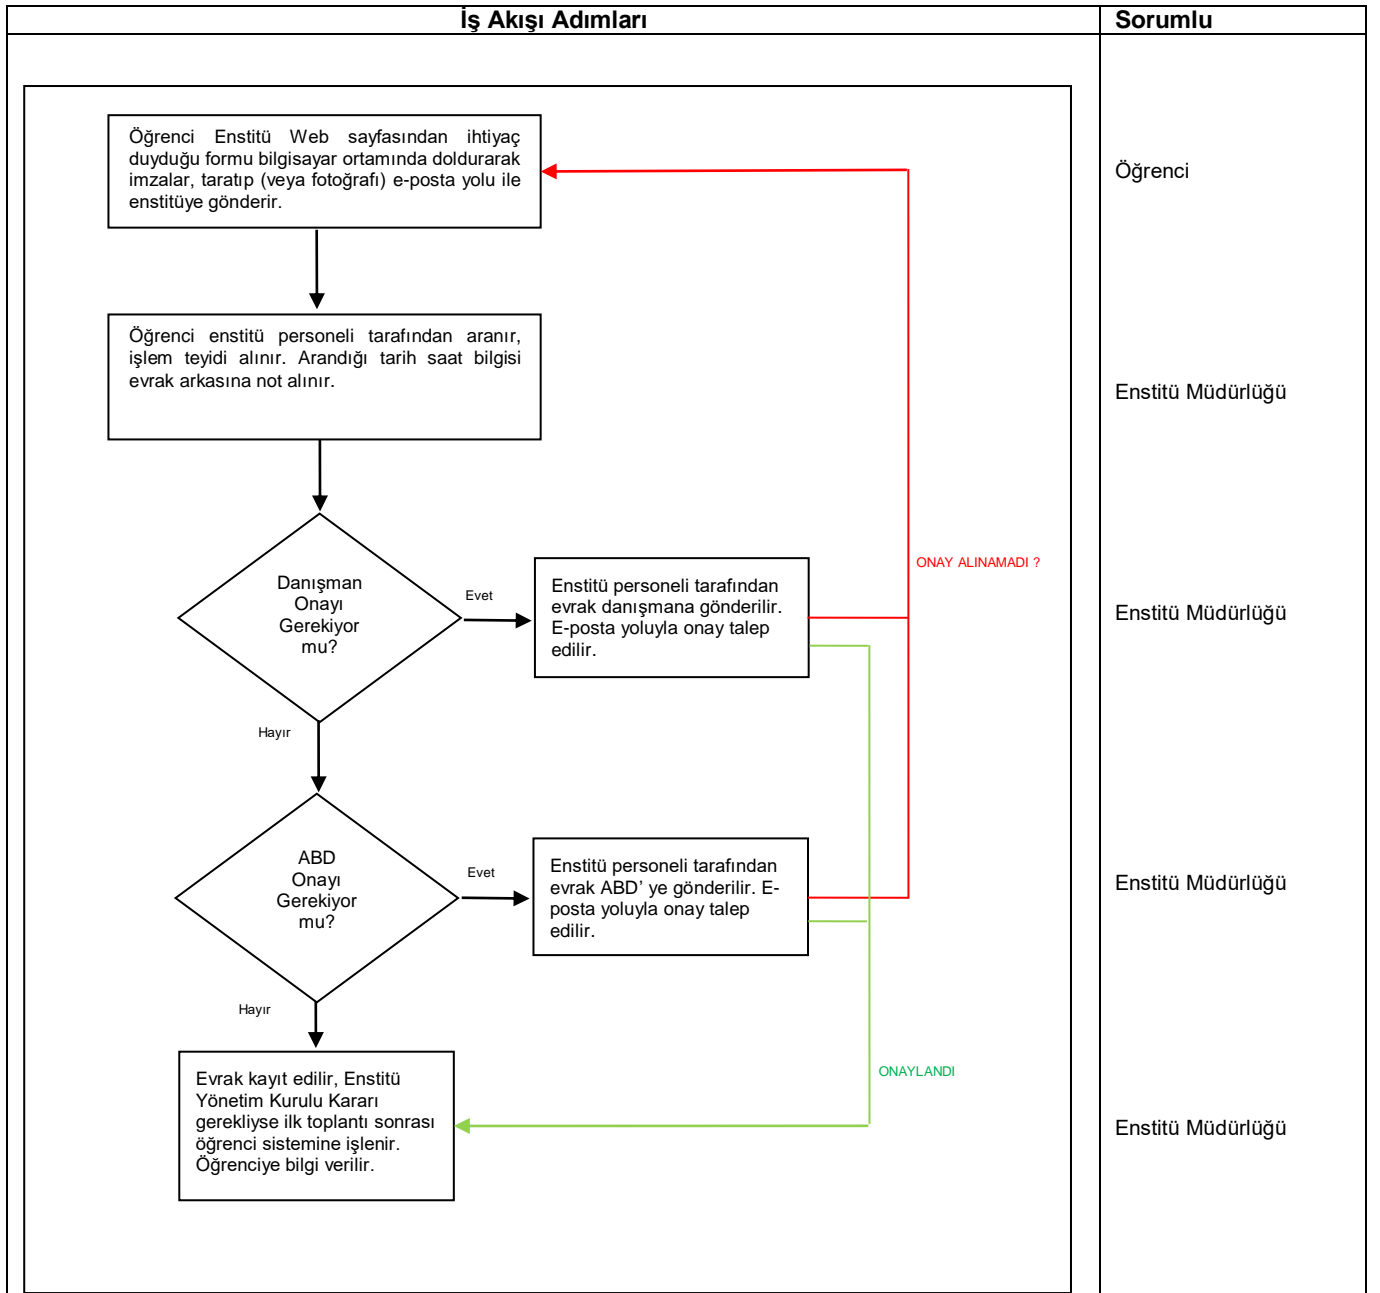 İş Akışı Adımları
Sorumlu
Öğrenci Enstitü Web sayfasından ihtiyaç
duyduğu formu bilgisayar ortamında doldurarak
imzalar, taratıp (veya fotoğrafı) e-posta yolu ile
enstitüye gönderir.
Öğrenci
Öğrenci enstitü personeli tarafından aranır,
işlem teyidi alınır. Arandığı tarih saat bilgisi
evrak arkasına not alınır.
Enstitü Müdürlüğü
Danışman
Onayı
Gerekiyor
mu?
Evet
Enstitü personeli tarafından
evrak danışmana gönderilir.
E-posta yoluyla onay talep
edilir.
ONAY ALINAMADI ?
Enstitü Müdürlüğü
Hayır
ABD
Onayı
Gerekiyor
mu?
Evet
Enstitü personeli tarafından
evrak ABD' ye gönderilir. E-
posta yoluyla onay talep
edilir.
Enstitü Müdürlüğü
Hayır
Evrak kayıt edilir, Enstitü
Yönetim Kurulu Kararı
gerekliyse ilk toplantı sonrası
öğrenci sistemine işlenir.
Öğrenciye bilgi verilir.
ONAYLANDI
Enstitü Müdürlüğü